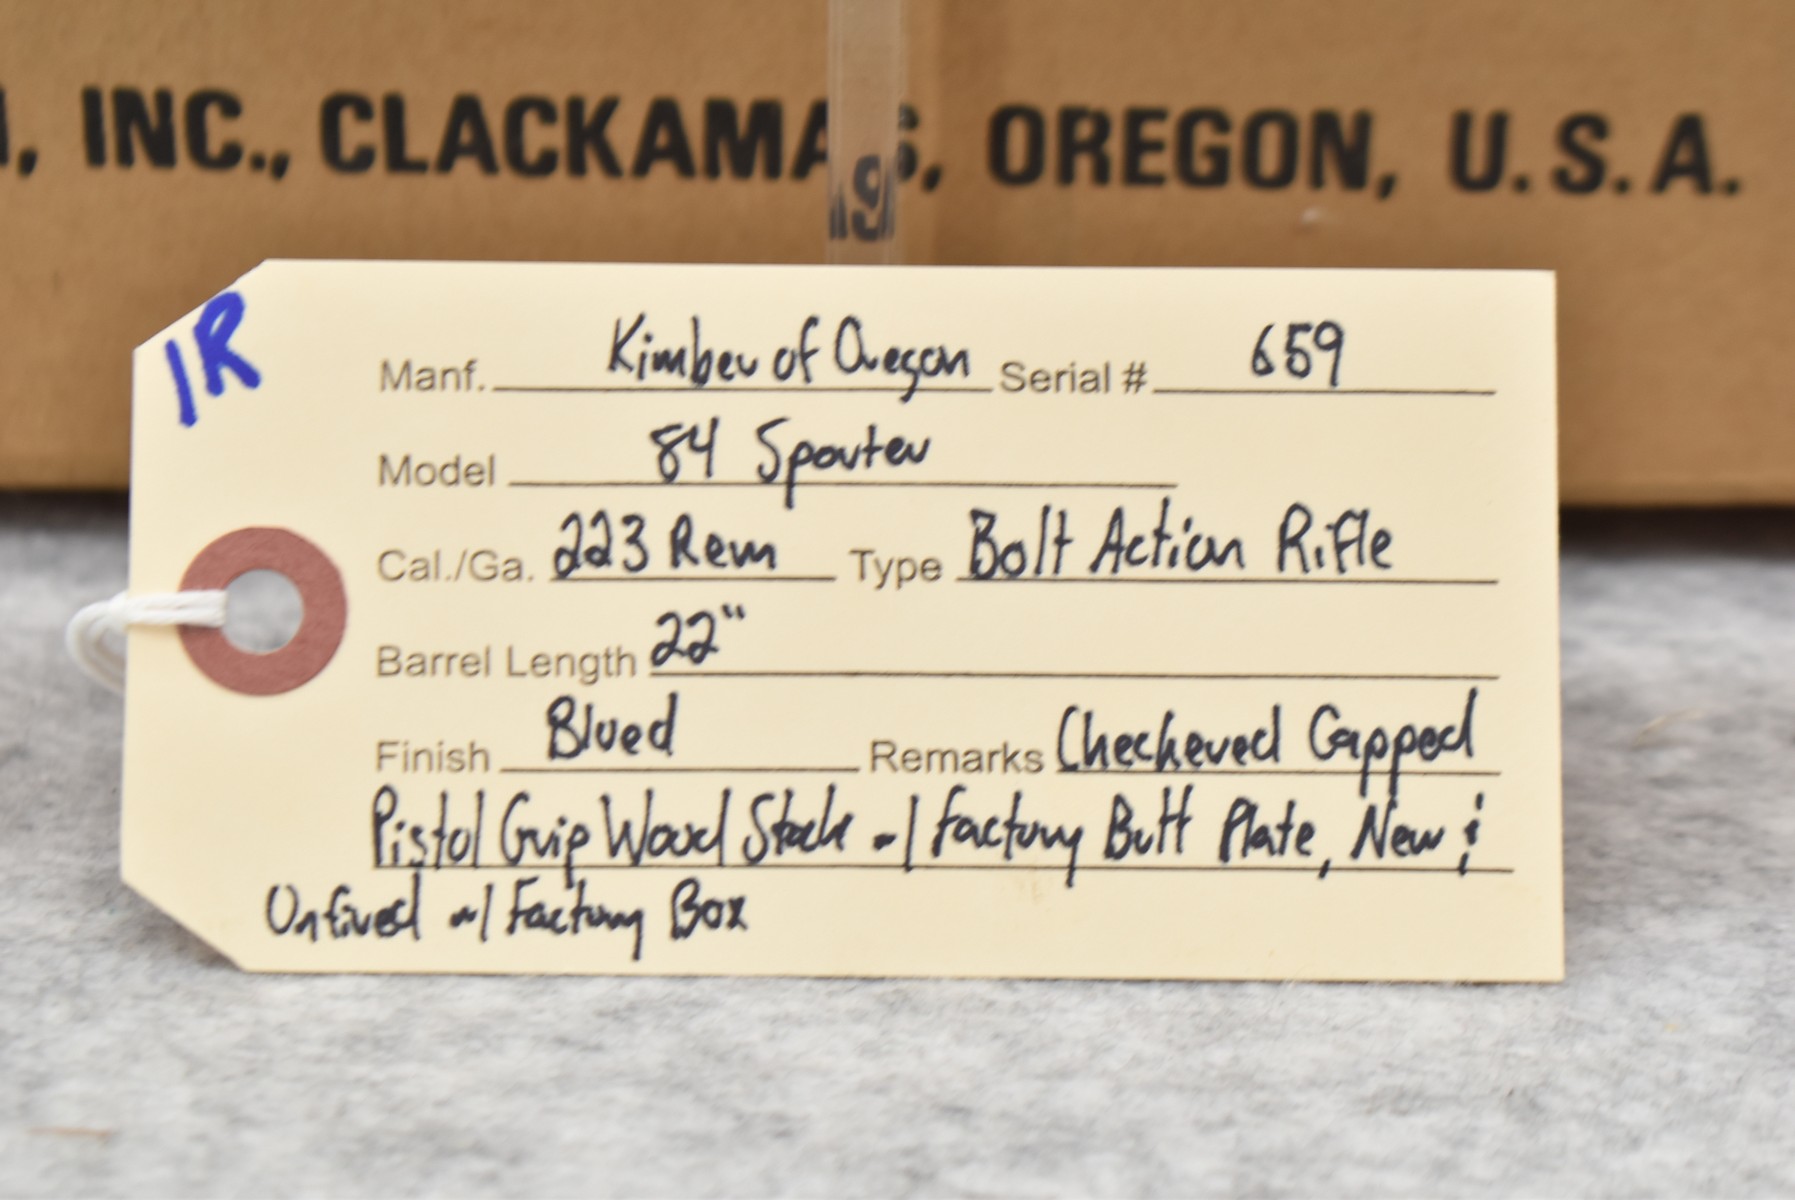 , INC., CLACKAMAS, OREGON, U.S.A.
1R
Manf. Kimber of Oregon Serial # 659
Model 84 Sporter
Cal./Ga. 223 Rem Type Bolt Action Rifle
Barrel Length 22"
Finish Blued Remarks Checkered Capped
Pistol Grip Wood Stock w/ Factory Butt Plate, New &
Unfired w/ Factory Box